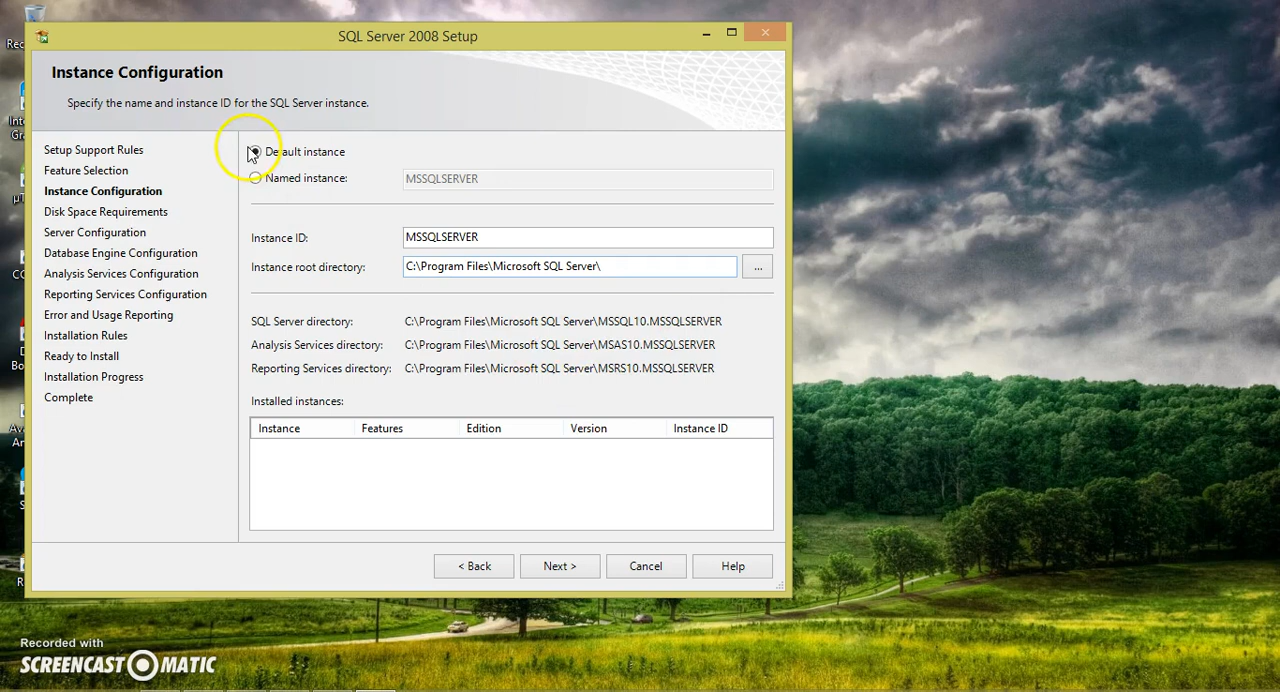 SQL Server 2008 Setup
Instance Configuration
Specify the name and instance ID for the SQL Server instance.
Setup Support Rules
Feature Selection
Instance Configuration
Disk Space Requirements
Server Configuration
Database Engine Configuration
Analysis Services Configuration
Reporting Services Configuration
Error and Usage Reporting
Installation Rules
Ready to Install
Installation Progress
Complete
Default instance
Named instance: MSSQLSERVER
Instance ID: MSSQLSERVER
Instance root directory: C:\Program Files\Microsoft SQL Server\ ...
SQL Server directory: C:\Program Files\Microsoft SQL Server\MSSQL10.MSSQLSERVER
Analysis Services directory: C:\Program Files\Microsoft SQL Server\MSAS10.MSSQLSERVER
Reporting Services directory: C:\Program Files\Microsoft SQL Server\MSRS10.MSSQLSERVER
Installed instances:
Instance Features Edition Version Instance ID
< Back Next > Cancel Help
Recorded with
SCREENCAST-O-MATIC